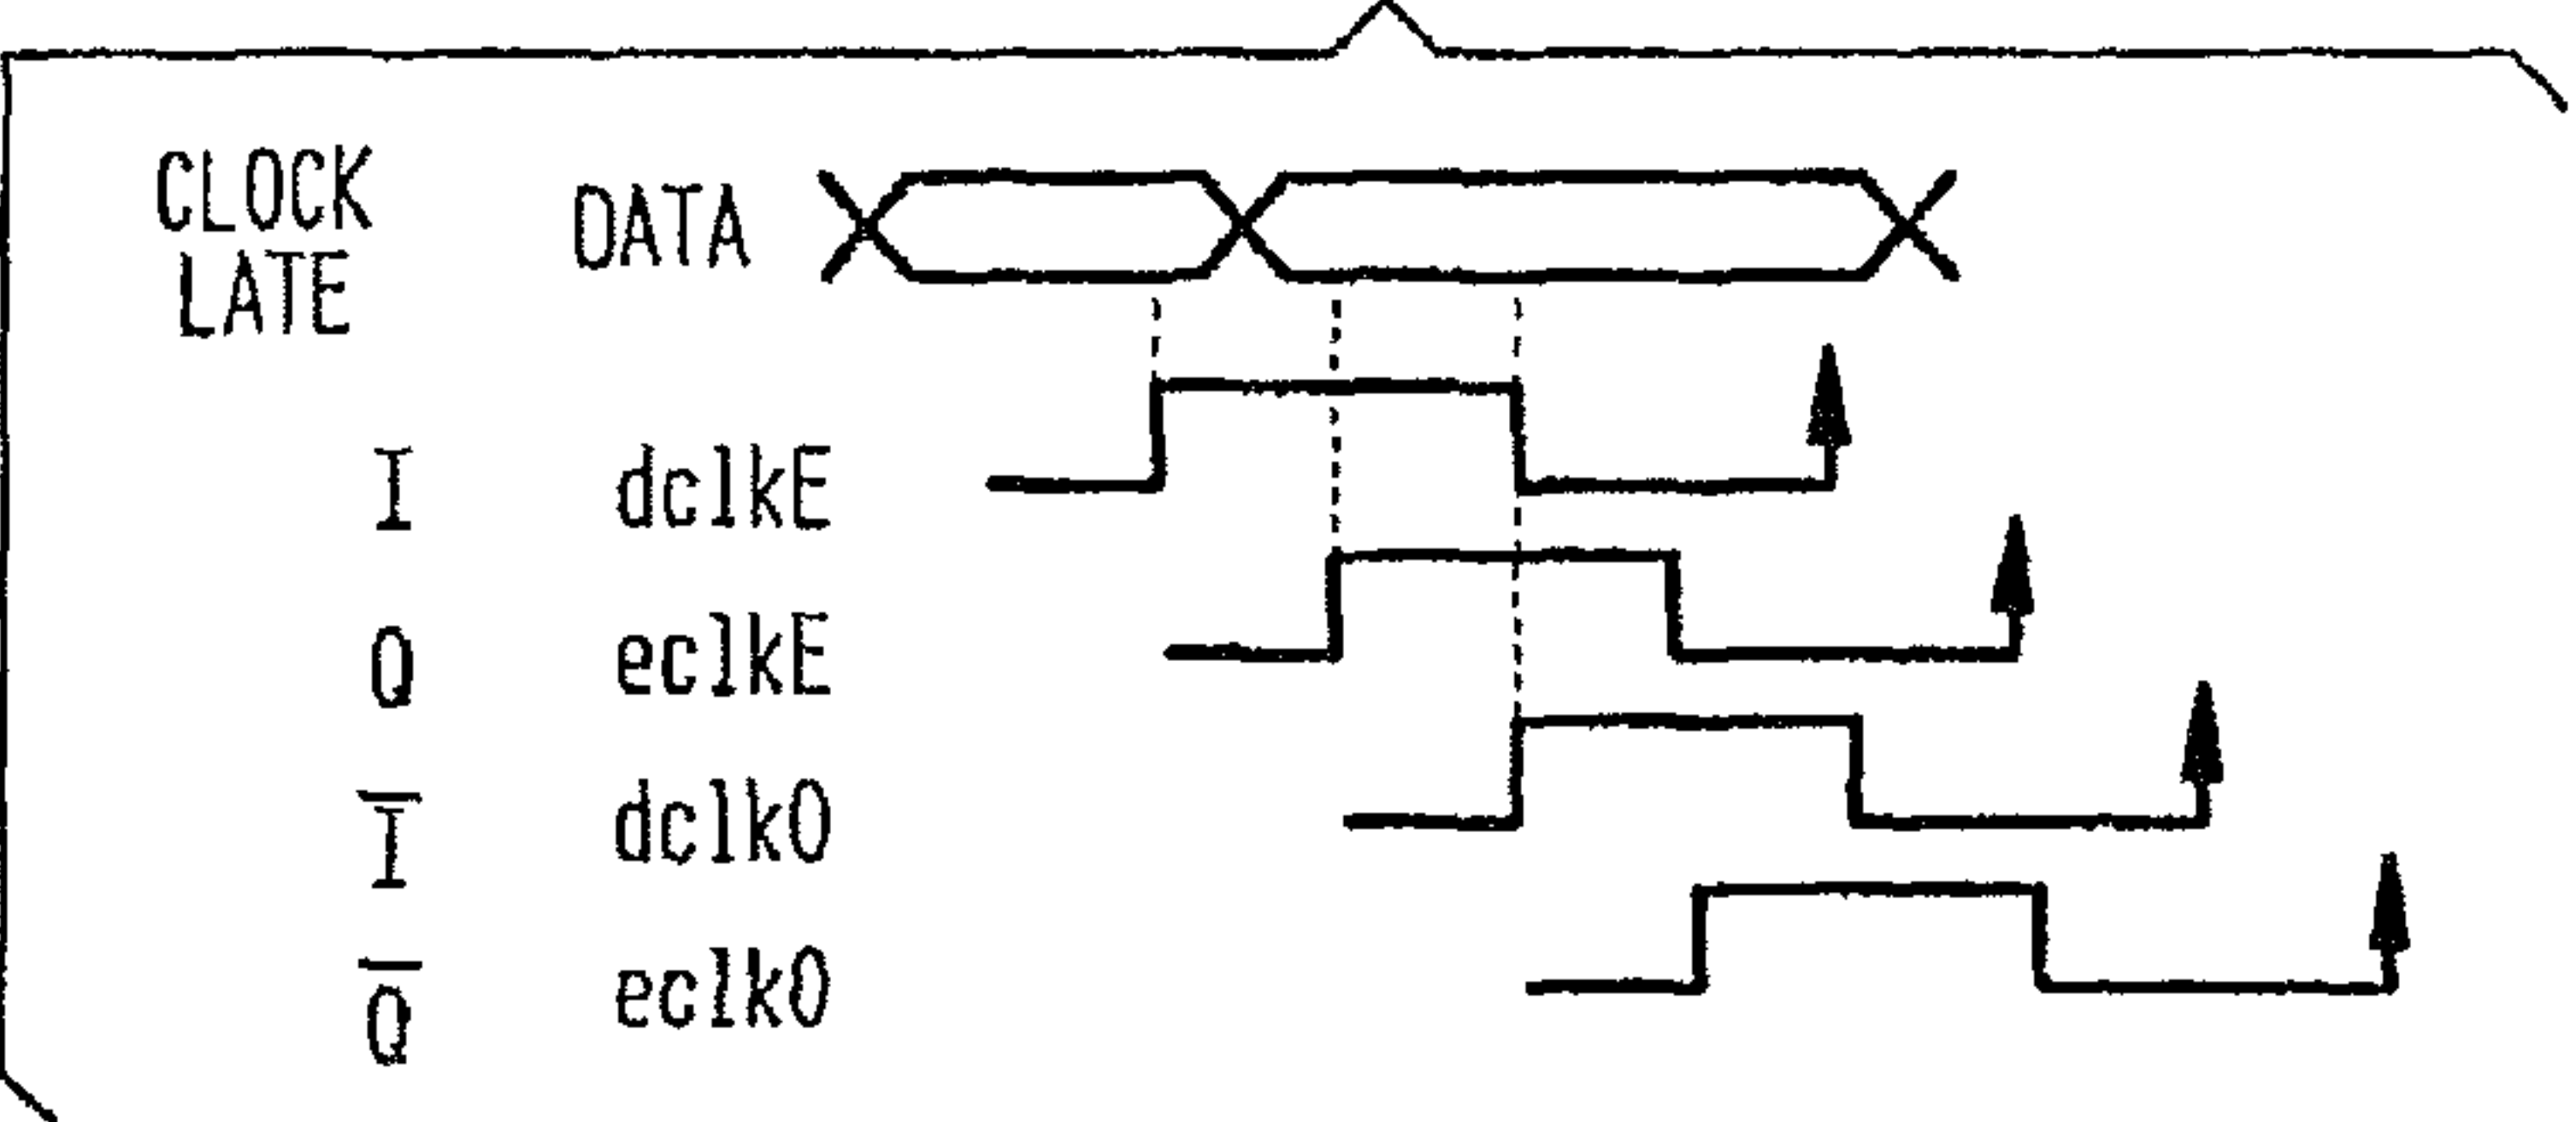 CLOCK
LATE
DATA
I dclkE
Q eclkE
I̅ dclkO
Q̅ eclkO